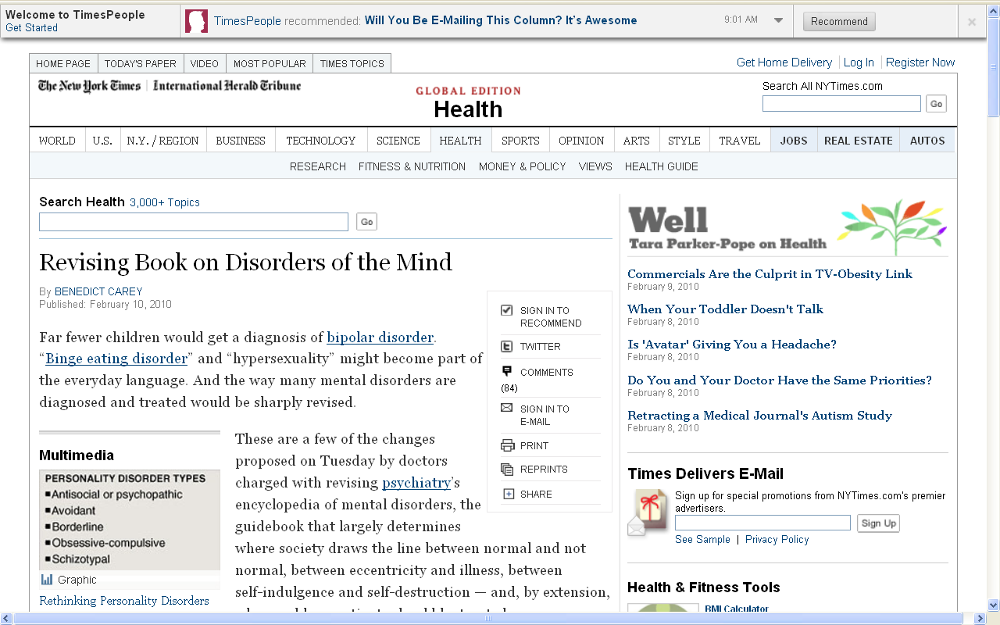 Welcome to TimesPeople
Get Started
TimesPeople recommended: Will You Be E-Mailing This Column? It's Awesome
9:01 AM
Recommend
HOME PAGE TODAY'S PAPER VIDEO MOST POPULAR TIMES TOPICS
Get Home Delivery Log In Register Now
The New York Times International Herald Tribune
GLOBAL EDITION
Health
Search All NYTimes.com
Go
WORLD U.S. N.Y. / REGION BUSINESS TECHNOLOGY SCIENCE HEALTH SPORTS OPINION ARTS STYLE TRAVEL JOBS REAL ESTATE AUTOS
RESEARCH FITNESS & NUTRITION MONEY & POLICY VIEWS HEALTH GUIDE
Search Health 3,000+ Topics
Go
Revising Book on Disorders of the Mind
By BENEDICT CAREY
Published: February 10, 2010
SIGN IN TO
RECOMMEND
TWITTER
COMMENTS
(84)
SIGN IN TO
E-MAIL
PRINT
REPRINTS
SHARE
Far fewer children would get a diagnosis of bipolar disorder.
“Binge eating disorder” and “hypersexuality” might become part of
the everyday language. And the way many mental disorders are
diagnosed and treated would be sharply revised.
Multimedia
PERSONALITY DISORDER TYPES
▪Antisocial or psychopathic
▪Avoidant
▪Borderline
▪Obsessive-compulsive
▪Schizotypal
Graphic
Rethinking Personality Disorders
These are a few of the changes
proposed on Tuesday by doctors
charged with revising psychiatry’s
encyclopedia of mental disorders, the
guidebook that largely determines
where society draws the line between normal and not
normal, between eccentricity and illness, between
self-indulgence and self-destruction — and, by extension,
Well
Tara Parker-Pope on Health
Commercials Are the Culprit in TV-Obesity Link
February 9, 2010
When Your Toddler Doesn't Talk
February 8, 2010
Is 'Avatar' Giving You a Headache?
February 8, 2010
Do You and Your Doctor Have the Same Priorities?
February 8, 2010
Retracting a Medical Journal's Autism Study
February 8, 2010
Times Delivers E-Mail
Sign up for special promotions from NYTimes.com's premier
advertisers.
Sign Up
See Sample | Privacy Policy
Health & Fitness Tools
BMI Calculator